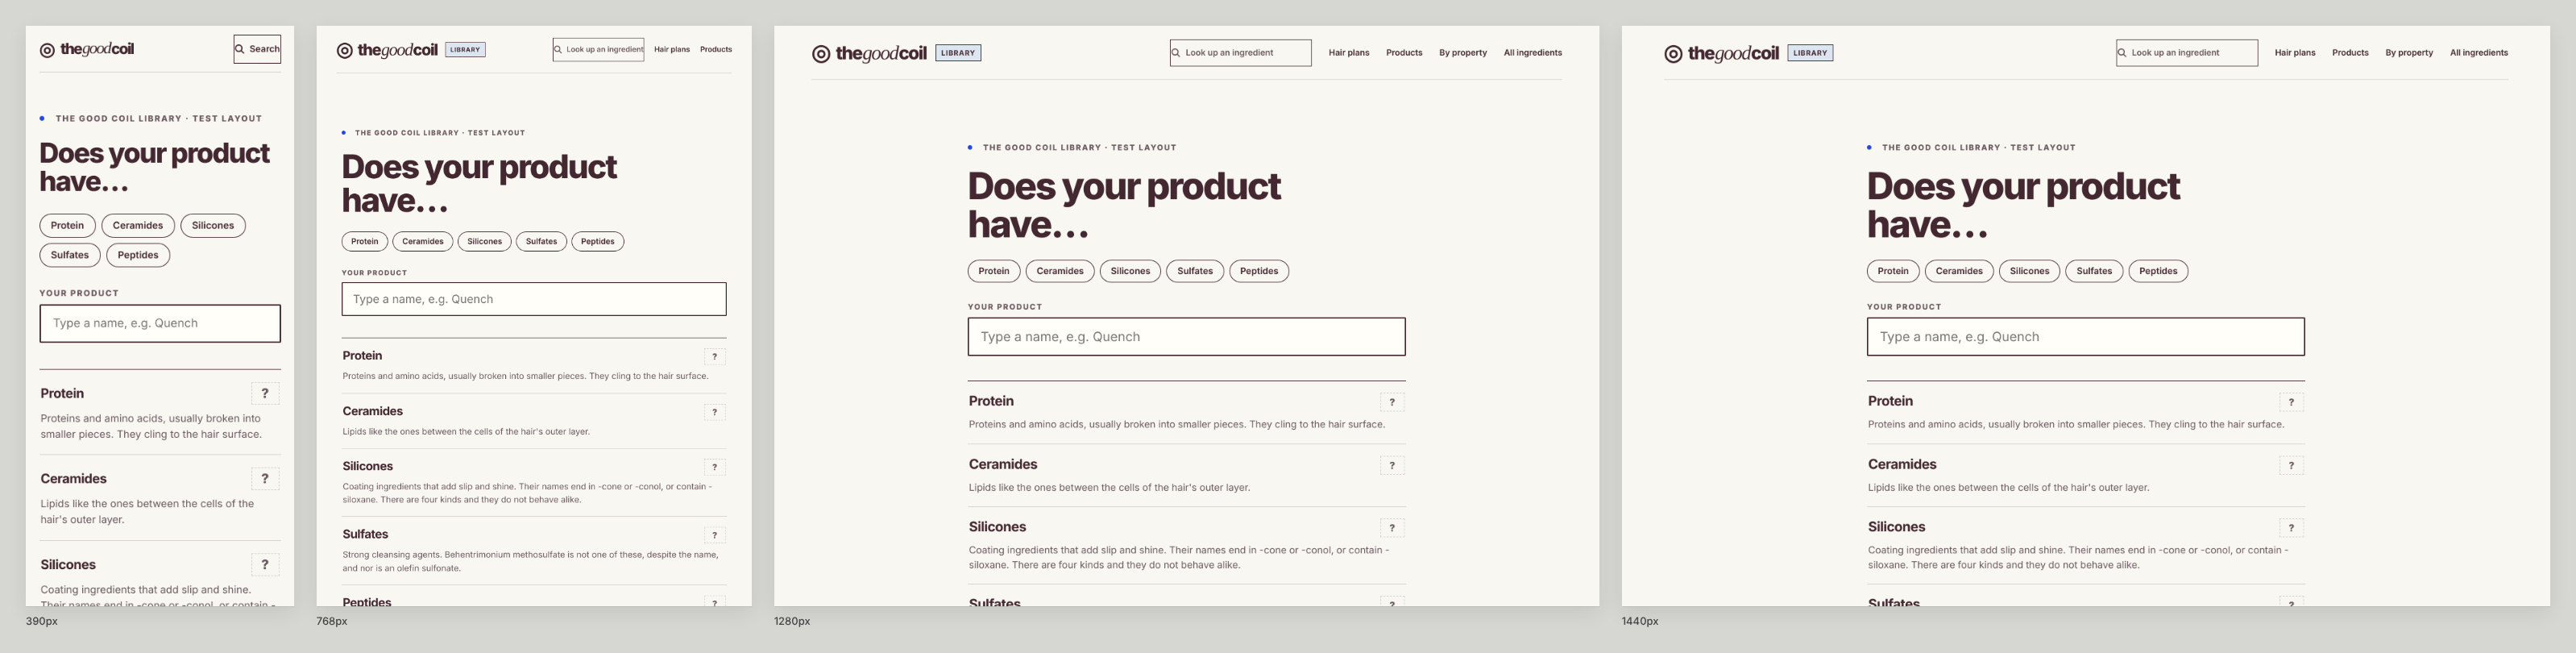 thegoodcoil
Search
THE GOOD COIL LIBRARY · TEST LAYOUT
Does your product
have...
Protein Ceramides Silicones
Sulfates Peptides
YOUR PRODUCT
Type a name, e.g. Quench
Protein ?
Proteins and amino acids, usually broken into
smaller pieces. They cling to the hair surface.
Ceramides ?
Lipids like the ones between the cells of the
hair's outer layer.
Silicones ?
Coating ingredients that add slip and shine.
Their names end in -cone or -conol, or contain -
390px
thegoodcoil LIBRARY Look up an ingredient Hair plans Products
THE GOOD COIL LIBRARY · TEST LAYOUT
Does your product
have...
Protein Ceramides Silicones Sulfates Peptides
YOUR PRODUCT
Type a name, e.g. Quench
Protein ?
Proteins and amino acids, usually broken into smaller pieces. They cling to the hair surface.
Ceramides ?
Lipids like the ones between the cells of the hair's outer layer.
Silicones ?
Coating ingredients that add slip and shine. Their names end in -cone or -conol, or contain -
siloxane. There are four kinds and they do not behave alike.
Sulfates ?
Strong cleansing agents. Behentrimonium methosulfate is not one of these, despite the name,
and nor is an olefin sulfonate.
Peptides ?
768px
thegoodcoil LIBRARY Look up an ingredient Hair plans Products By property All ingredients
THE GOOD COIL LIBRARY · TEST LAYOUT
Does your product
have...
Protein Ceramides Silicones Sulfates Peptides
YOUR PRODUCT
Type a name, e.g. Quench
Protein ?
Proteins and amino acids, usually broken into smaller pieces. They cling to the hair surface.
Ceramides ?
Lipids like the ones between the cells of the hair's outer layer.
Silicones ?
Coating ingredients that add slip and shine. Their names end in -cone or -conol, or contain -
siloxane. There are four kinds and they do not behave alike.
Sulfates ?
1280px
thegoodcoil LIBRARY Look up an ingredient Hair plans Products By property All ingredients
THE GOOD COIL LIBRARY · TEST LAYOUT
Does your product
have...
Protein Ceramides Silicones Sulfates Peptides
YOUR PRODUCT
Type a name, e.g. Quench
Protein ?
Proteins and amino acids, usually broken into smaller pieces. They cling to the hair surface.
Ceramides ?
Lipids like the ones between the cells of the hair's outer layer.
Silicones ?
Coating ingredients that add slip and shine. Their names end in -cone or -conol, or contain -
siloxane. There are four kinds and they do not behave alike.
Sulfates ?
1440px